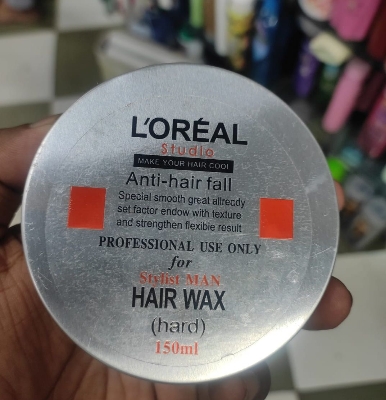 L'ORÉAL
Studio
MAKE YOUR HAIR COOL
Anti-hair fall
Special smooth great allrecdy
set factor endow with texture
and strengthen flexible result
PROFESSIONAL USE ONLY
for
Stylist MAN
HAIR WAX
(hard)
150ml